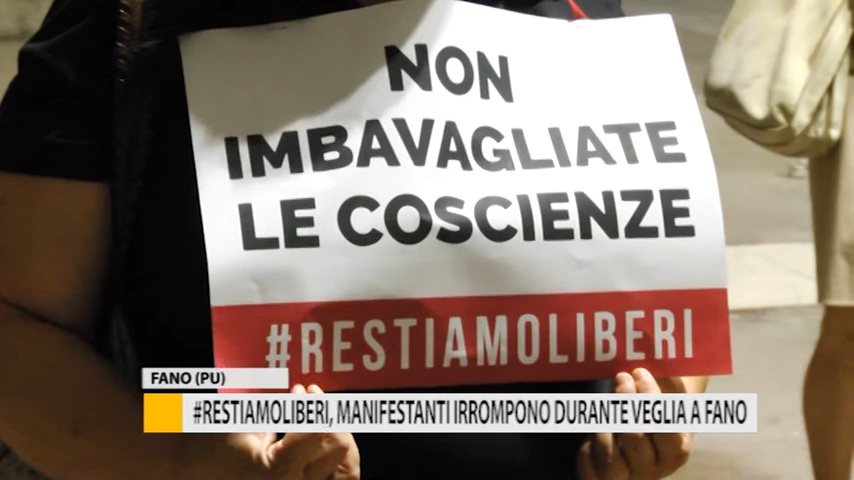 NON
IMBAVAGLIATE
LE COSCIENZE
#RESTIAMOLIBERI
FANO (PU)
#RESTIAMOLIBERI, MANIFESTANTI IRROMPONO DURANTE VEGLIA A FANO